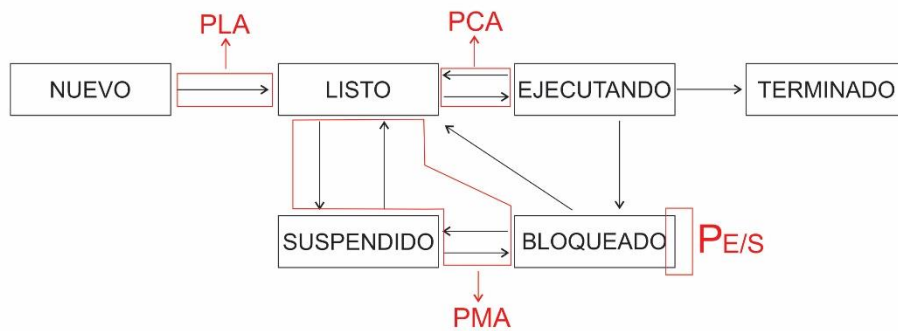 PLA
PCA
NUEVO
LISTO
EJECUTANDO
TERMINADO
SUSPENDIDO
BLOQUEADO
PE/S
PMA